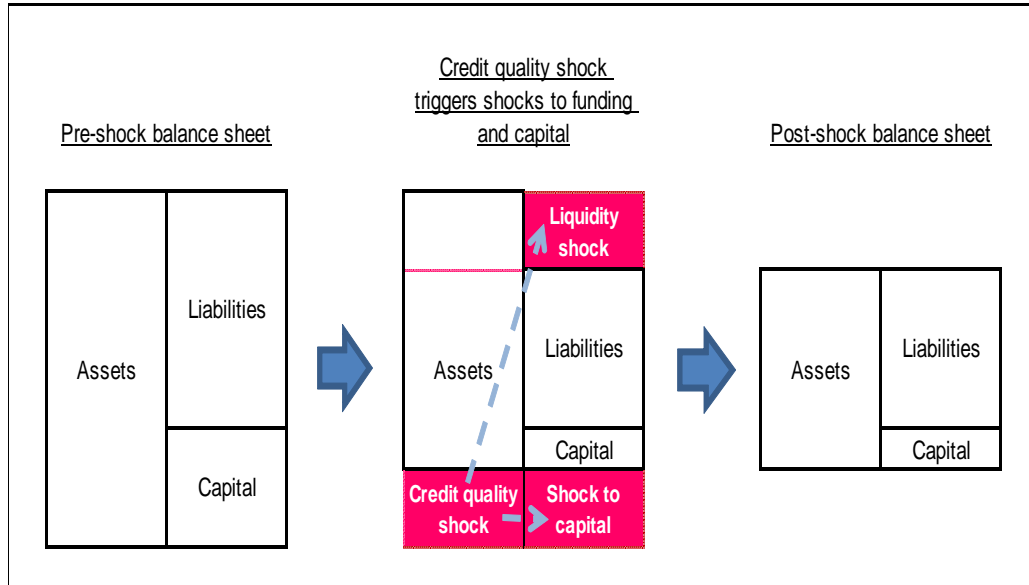 Pre-shock balance sheet
Credit quality shock
triggers shocks to funding
and capital
Post-shock balance sheet
Assets
Liabilities
Capital
Liquidity
shock
Assets
Liabilities
Capital
Credit quality
shock
Shock to
capital
Assets
Liabilities
Capital